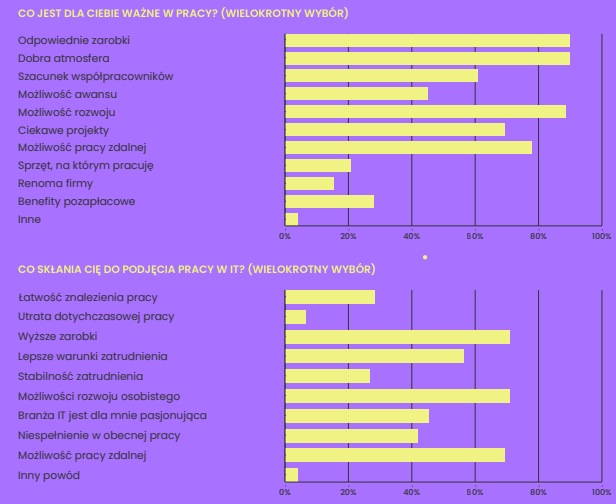 CO JEST DLA CIEBIE WAŻNE W PRACY? (WIELOKROTNY WYBÓR)
Odpowiednie zarobki
Dobra atmosfera
Szacunek współpracowników
Możliwość awansu
Możliwość rozwoju
Ciekawe projekty
Możliwość pracy zdalnej
Sprzęt, na którym pracuję
Renoma firmy
Benefity pozapłacowe
Inne
0% 20% 40% 60% 80% 100%
CO SKŁANIA CIĘ DO PODJĘCIA PRACY W IT? (WIELOKROTNY WYBÓR)
Łatwość znalezienia pracy
Utrata dotychczasowej pracy
Wyższe zarobki
Lepsze warunki zatrudnienia
Stabilność zatrudnienia
Możliwości rozwoju osobistego
Branża IT jest dla mnie pasjonująca
Niespełnienie w obecnej pracy
Możliwość pracy zdalnej
Inny powód
0% 20% 40% 60% 80% 100%